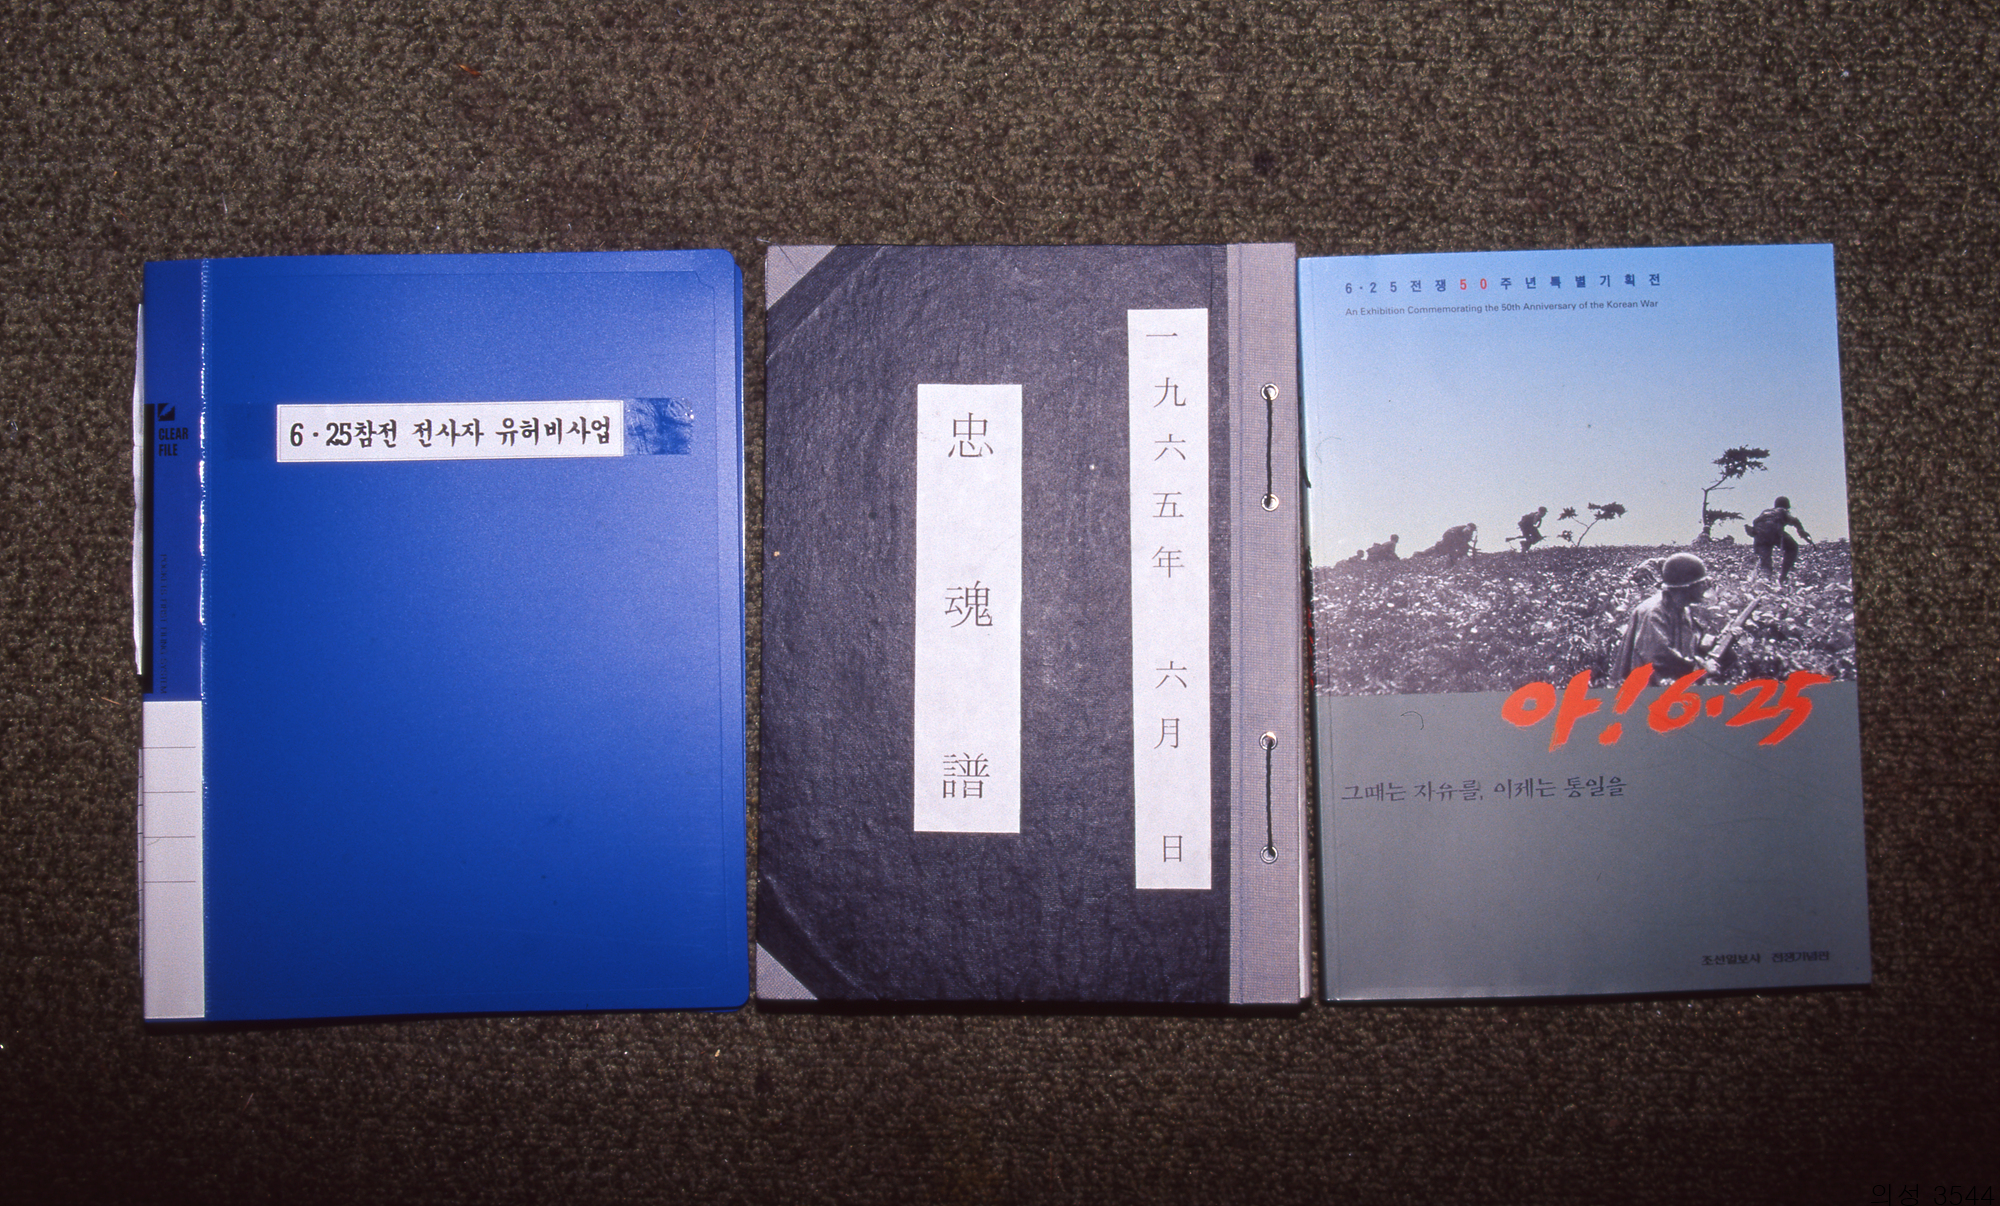 CLEAR
FILE
6·25참전 전사자 유허비사업
忠魂譜
一九六五年 六月 日
6·25전쟁50주년특별기획전
An Exhibition Commemorating the 50th Anniversary of the Korean War
아!6·25
그때는 자유를, 이제는 통일을
조선일보사 전쟁기념관
의성 3544